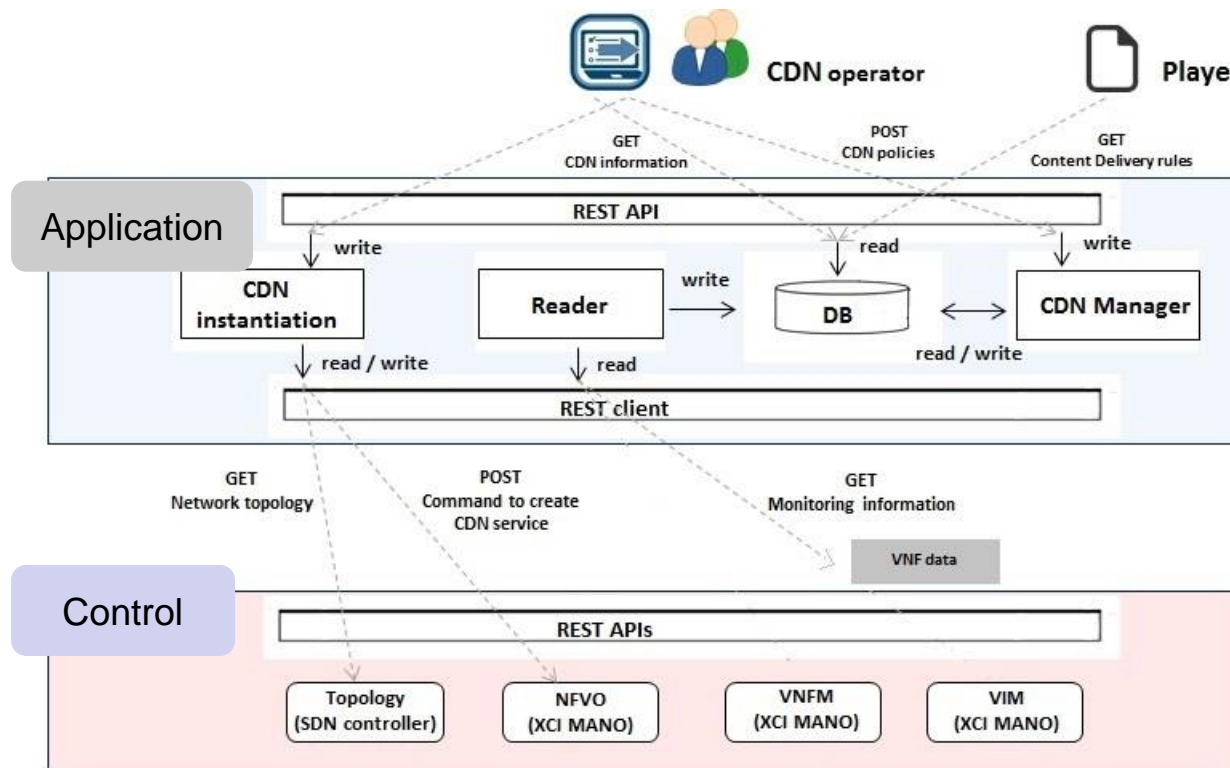 CDN operator
Playe
GET
CDN information
POST
CDN policies
GET
Content Delivery rules
Application
REST API
write
read
write
CDN
instantiation
Reader
write
DB
CDN Manager
read / write
read / write
read
REST client
GET
Network topology
POST
Command to create
CDN service
GET
Monitoring information
VNF data
Control
REST APIs
Topology
(SDN controller)
NFVO
(XCI MANO)
VNFM
(XCI MANO)
VIM
(XCI MANO)